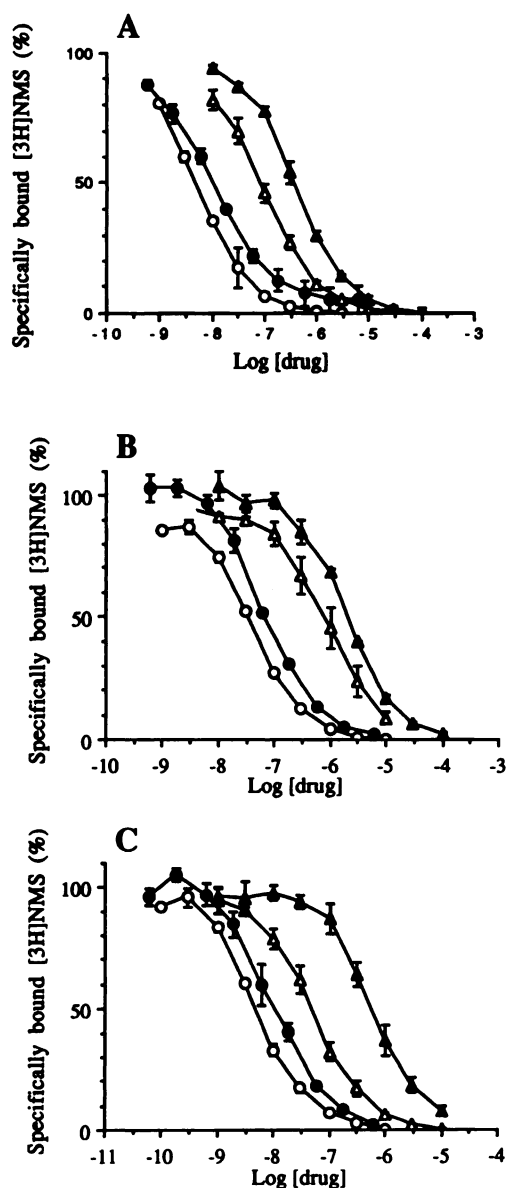 A
Specifically bound [3H]NMS (%)
100
50
0
-10 -9 -8 -7 -6 -5 -4 -3
Log [drug]
B
Specifically bound [3H]NMS (%)
100
50
0
-10 -9 -8 -7 -6 -5 -4 -3
Log [drug]
C
Specifically bound [3H]NMS (%)
100
50
0
-11 -10 -9 -8 -7 -6 -5 -4
Log [drug]